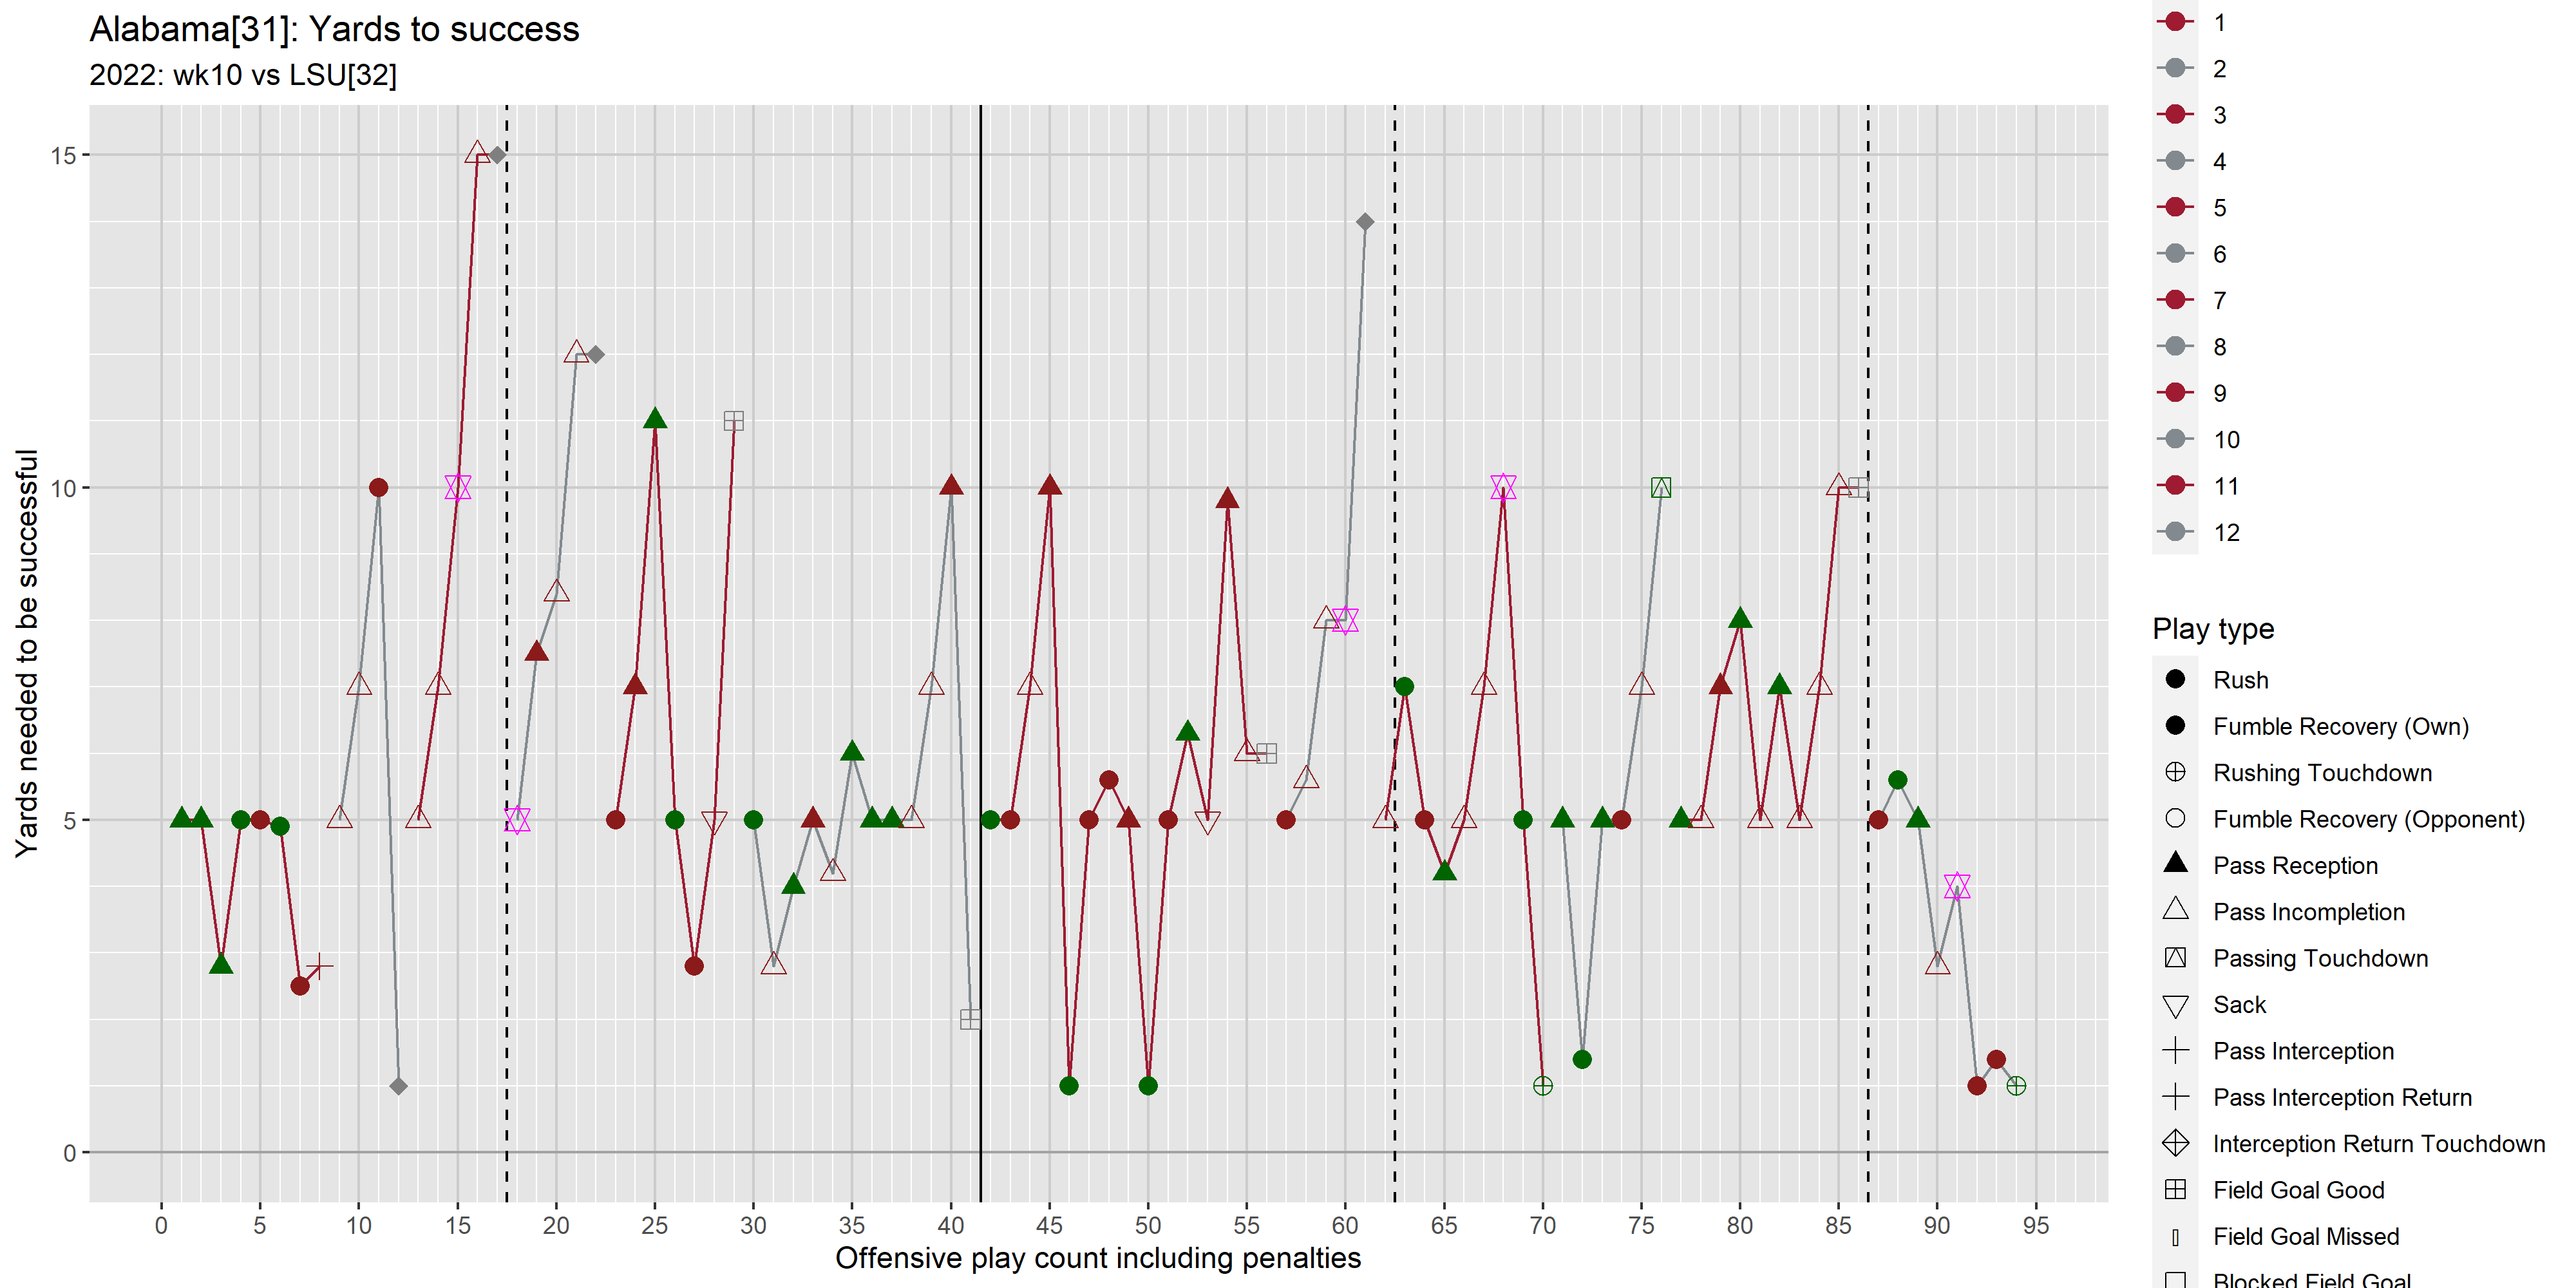 Alabama[31]: Yards to success
2022: wk10 vs LSU[32]
Yards needed to be successful
15
10
5
0
0 5 10 15 20 25 30 35 40 45 50 55 60 65 70 75 80 85 90 95
Offensive play count including penalties
1
2
3
4
5
6
7
8
9
10
11
12
Play type
Rush
Fumble Recovery (Own)
Rushing Touchdown
Fumble Recovery (Opponent)
Pass Reception
Pass Incompletion
Passing Touchdown
Sack
Pass Interception
Pass Interception Return
Interception Return Touchdown
Field Goal Good
Field Goal Missed
Blocked Field Goal